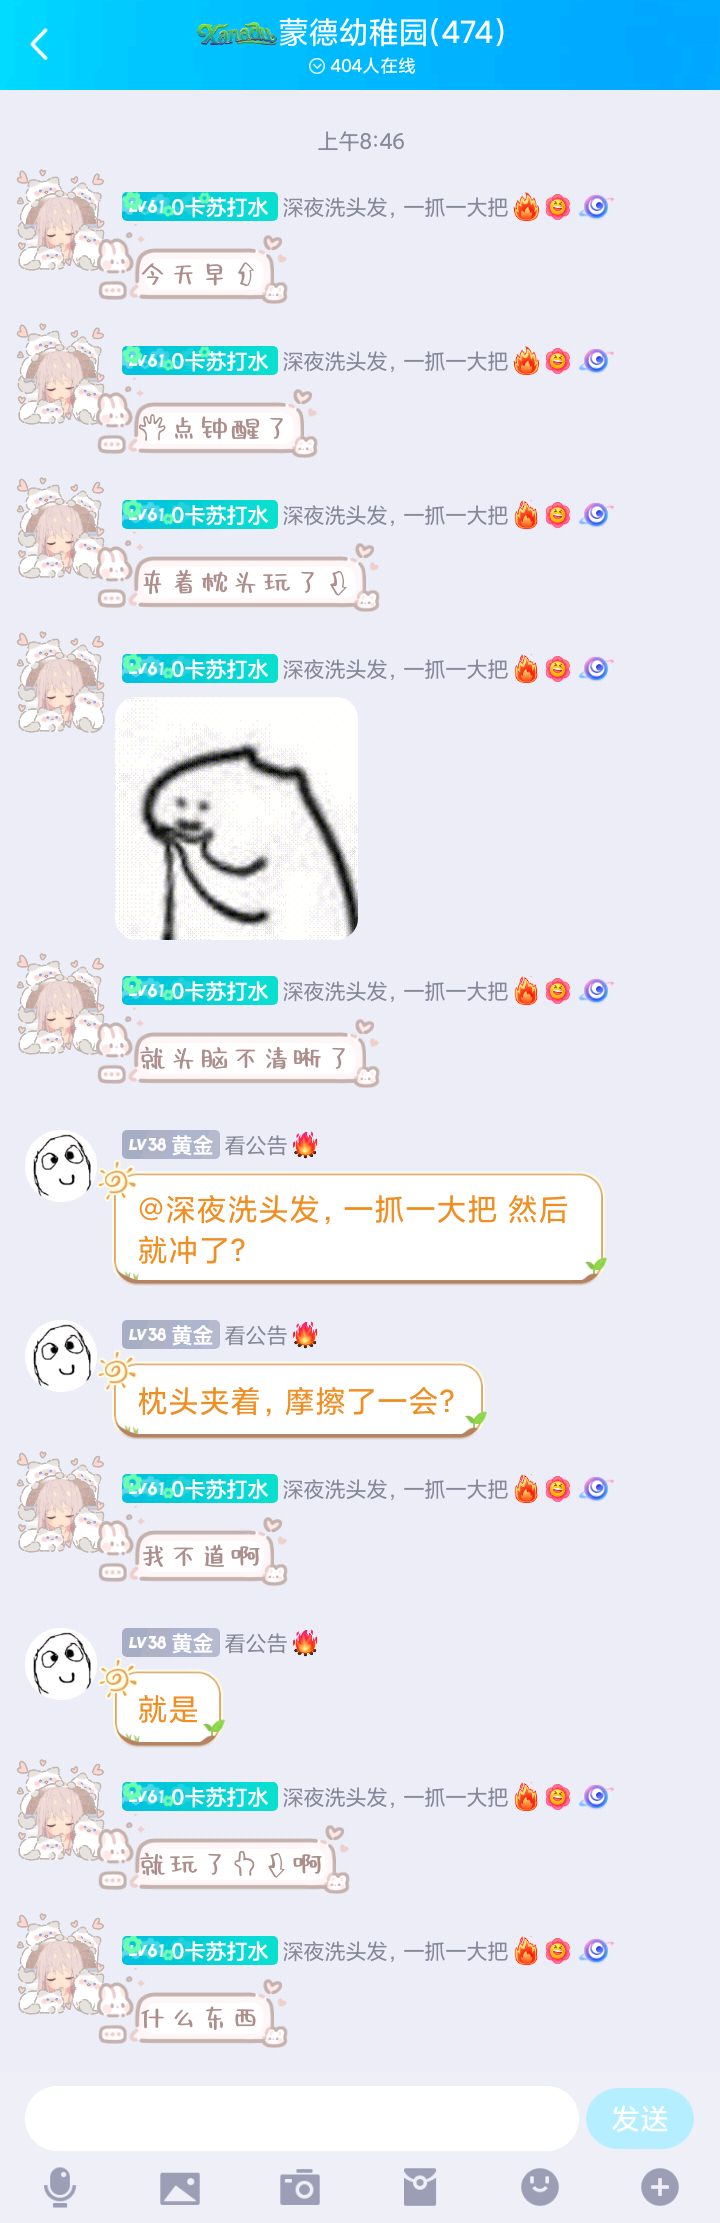 Xanadu蒙德幼稚园(474)
404人在线
上午8:46
LV61 0卡苏打水 深夜洗头发，一抓一大把
今天早
LV61 0卡苏打水 深夜洗头发，一抓一大把
点钟醒了
LV61 0卡苏打水 深夜洗头发，一抓一大把
夹着枕头玩了
LV61 0卡苏打水 深夜洗头发，一抓一大把
LV61 0卡苏打水 深夜洗头发，一抓一大把
就头脑不清晰了
LV38 黄金 看公告
@深夜洗头发，一抓一大把 然后
就冲了？
LV38 黄金 看公告
枕头夹着，摩擦了一会？
LV61 0卡苏打水 深夜洗头发，一抓一大把
我不道啊
LV38 黄金 看公告
就是
LV61 0卡苏打水 深夜洗头发，一抓一大把
就玩了啊
LV61 0卡苏打水 深夜洗头发，一抓一大把
什么东西
发送